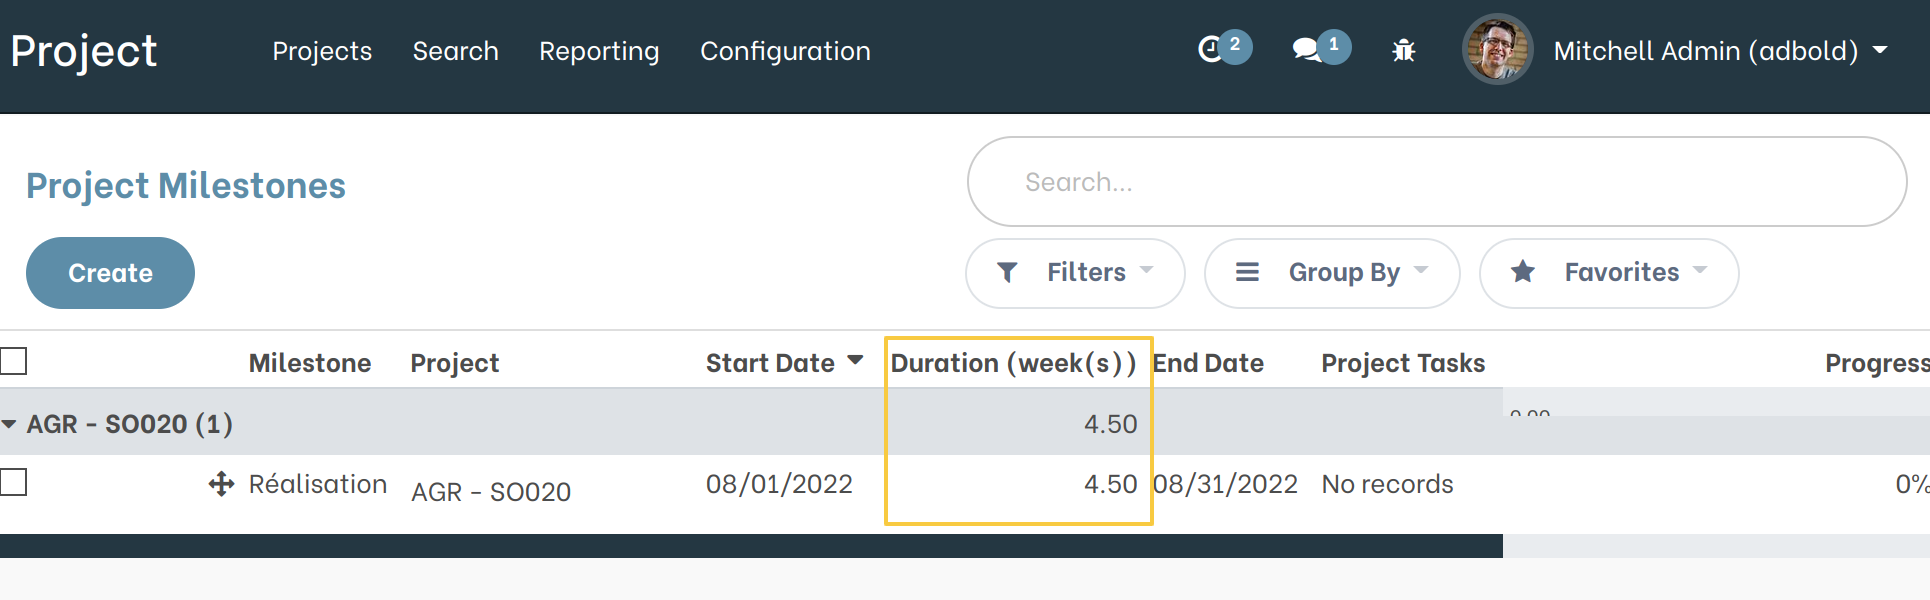 Project Projects Search Reporting Configuration 2 1 Mitchell Admin (adbold)
Project Milestones
Search...
Create Filters Group By Favorites
Milestone Project Start Date Duration (week(s)) End Date Project Tasks Progress
AGR - SO020 (1) 4.50 0.00
Réalisation AGR - SO020 08/01/2022 4.50 08/31/2022 No records 0%